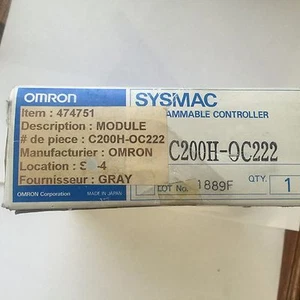 OMRON
SYSMAC
AMMABLE CONTROLLER
Item : 474751
Description : MODULE
# de piece : C200H-OC222
Manufacturier : OMRON
Location :
Fournisseur : GRAY
C200H-OC222
LOT No. 1889F
QTY. 1
OMRON Corporation
MADE IN JAPAN